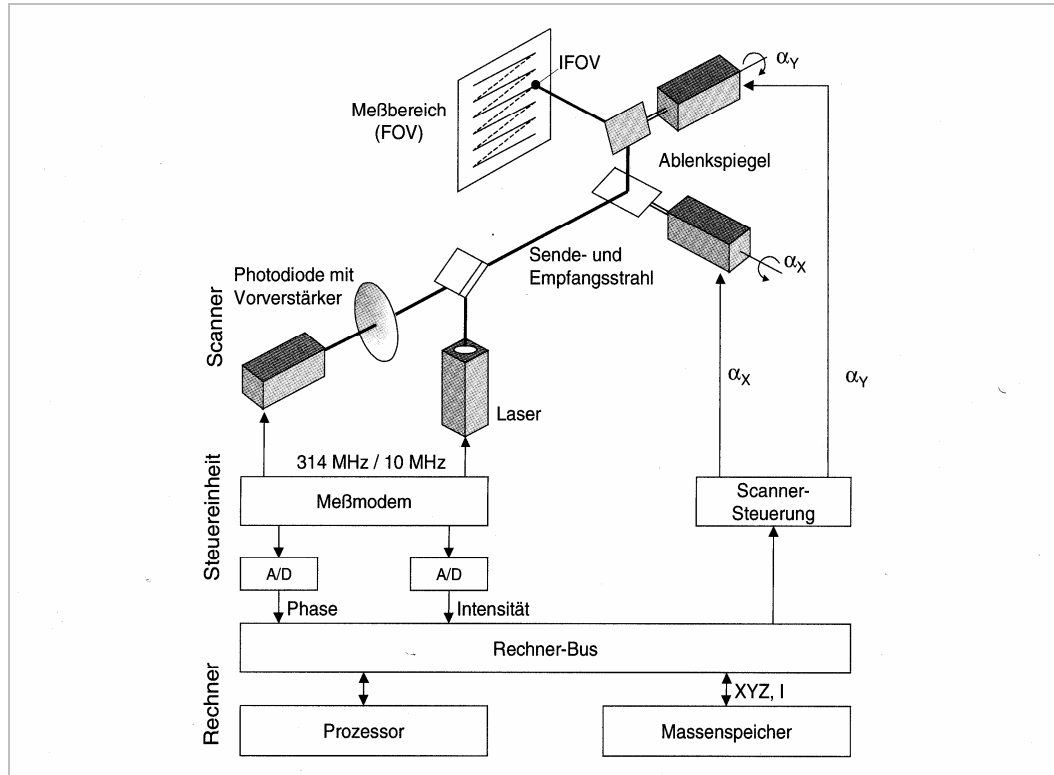 IFOV
α_Y
Meßbereich
(FOV)
Ablenkspiegel
Sende- und
Empfangsstrahl
α_X
Photodiode mit
Vorverstärker
Scanner
Laser
α_X
α_Y
314 MHz / 10 MHz
Meßmodem
Scanner-
Steuerung
Steuereinheit
A/D
A/D
Phase
Intensität
Rechner-Bus
Rechner
XYZ, I
Prozessor
Massenspeicher